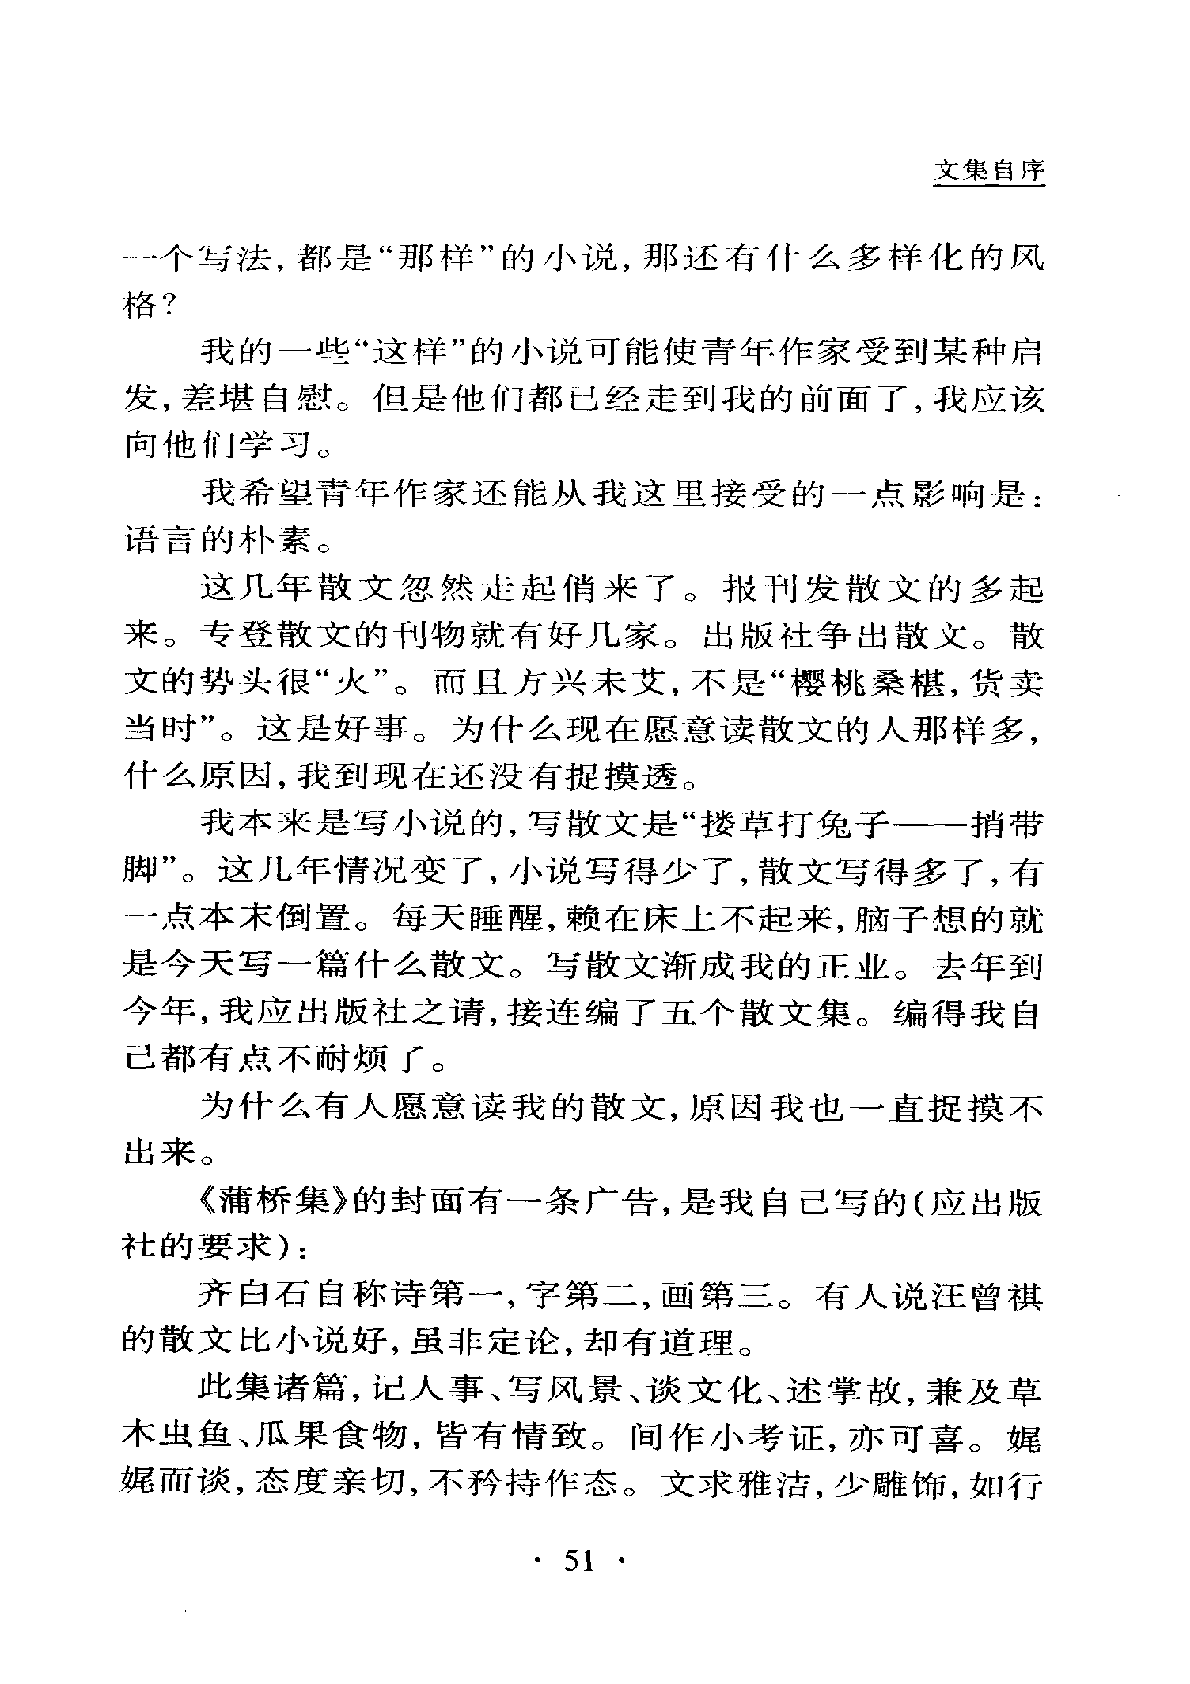 文集自序
一个写法，都是“那样”的小说，那还有什么多样化的风
格？
我的一些“这样”的小说可能使青年作家受到某种启
发，差堪自慰。但是他们都已经走到我的前面了，我应该
向他们学习。
我希望青年作家还能从我这里接受的一点影响是：
语言的朴素。
这几年散文忽然走起俏来了。报刊发散文的多起
来。专登散文的刊物就有好几家。出版社争出散文。散
文的势头很“火”。而且方兴未艾，不是“樱桃桑椹，货卖
当时”。这是好事。为什么现在愿意读散文的人那样多，
什么原因，我到现在还没有捉摸透。
我本来是写小说的，写散文是“搂草打兔子——捎带
脚”。这几年情况变了，小说写得少了，散文写得多了，有
一点本末倒置。每天睡醒，赖在床上不起来，脑子想的就
是今天写一篇什么散文。写散文渐成我的正业。去年到
今年，我应出版社之请，接连编了五个散文集。编得我自
己都有点不耐烦了。
为什么有人愿意读我的散文，原因我也一直捉摸不
出来。
《蒲桥集》的封面有一条广告，是我自己写的（应出版
社的要求）：
齐白石自称诗第一，字第二，画第三。有人说汪曾祺
的散文比小说好，虽非定论，却有道理。
此集诸篇，记人事、写风景、谈文化、述掌故，兼及草
木虫鱼、瓜果食物，皆有情致。间作小考证，亦可喜。娓
娓而谈，态度亲切，不矜持作态。文求雅洁，少雕饰，如行
· 51 ·